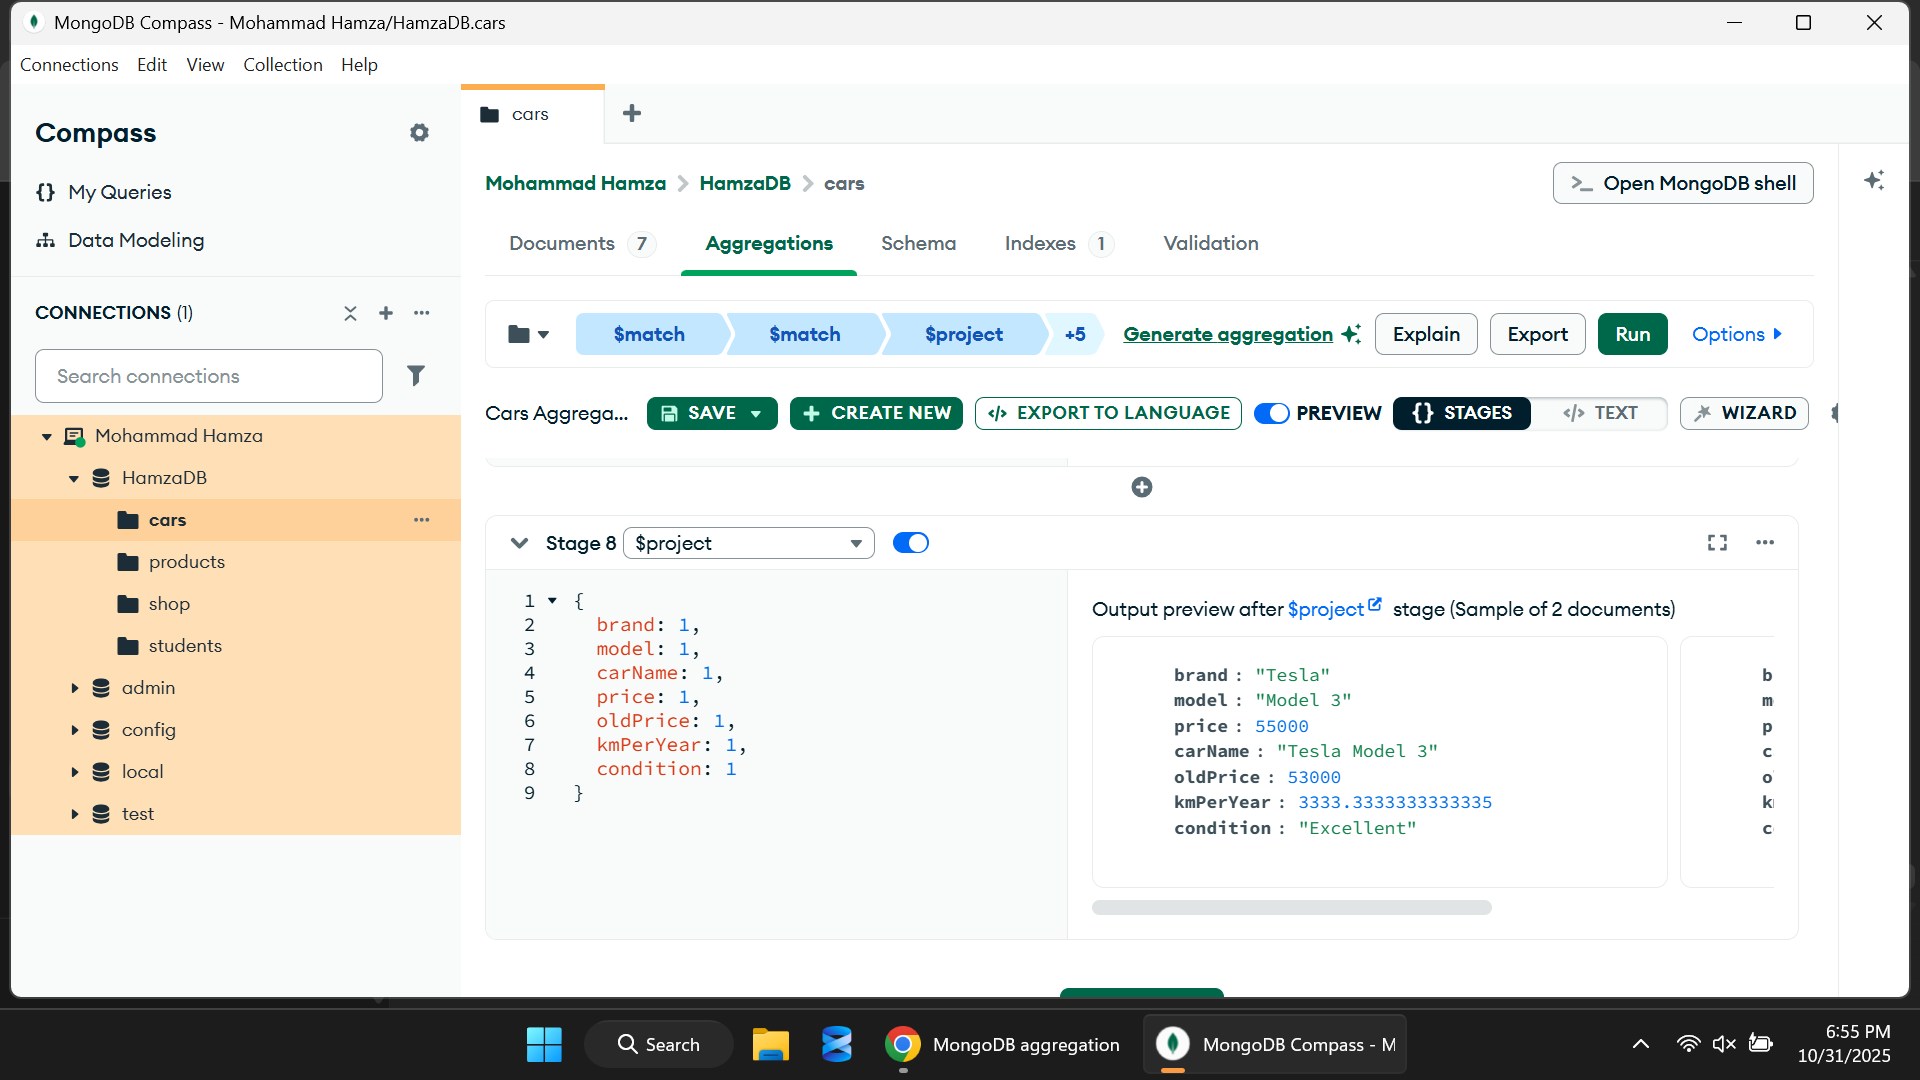 MongoDB Compass - Mohammad Hamza/HamzaDB.cars
Connections Edit View Collection Help
Compass
My Queries
Data Modeling
CONNECTIONS (1)
Search connections
Mohammad Hamza
HamzaDB
cars
products
shop
students
admin
config
local
test
cars
Mohammad Hamza HamzaDB cars
Open MongoDB shell
Documents 7 Aggregations Schema Indexes 1 Validation
$match $match $project +5 Generate aggregation Explain Export Run Options
Cars Aggrega... SAVE CREATE NEW EXPORT TO LANGUAGE PREVIEW {} STAGES </> TEXT WIZARD
Stage 8 $project
1 {
2 brand: 1,
3 model: 1,
4 carName: 1,
5 price: 1,
6 oldPrice: 1,
7 kmPerYear: 1,
8 condition: 1
9 }
Output preview after $project stage (Sample of 2 documents)
brand : "Tesla"
model : "Model 3"
price : 55000
carName : "Tesla Model 3"
oldPrice : 53000
kmPerYear : 3333.3333333333335
condition : "Excellent"
b
m
p
c
o
k
c
Search
MongoDB aggregation
MongoDB Compass - M
6:55 PM
10/31/2025